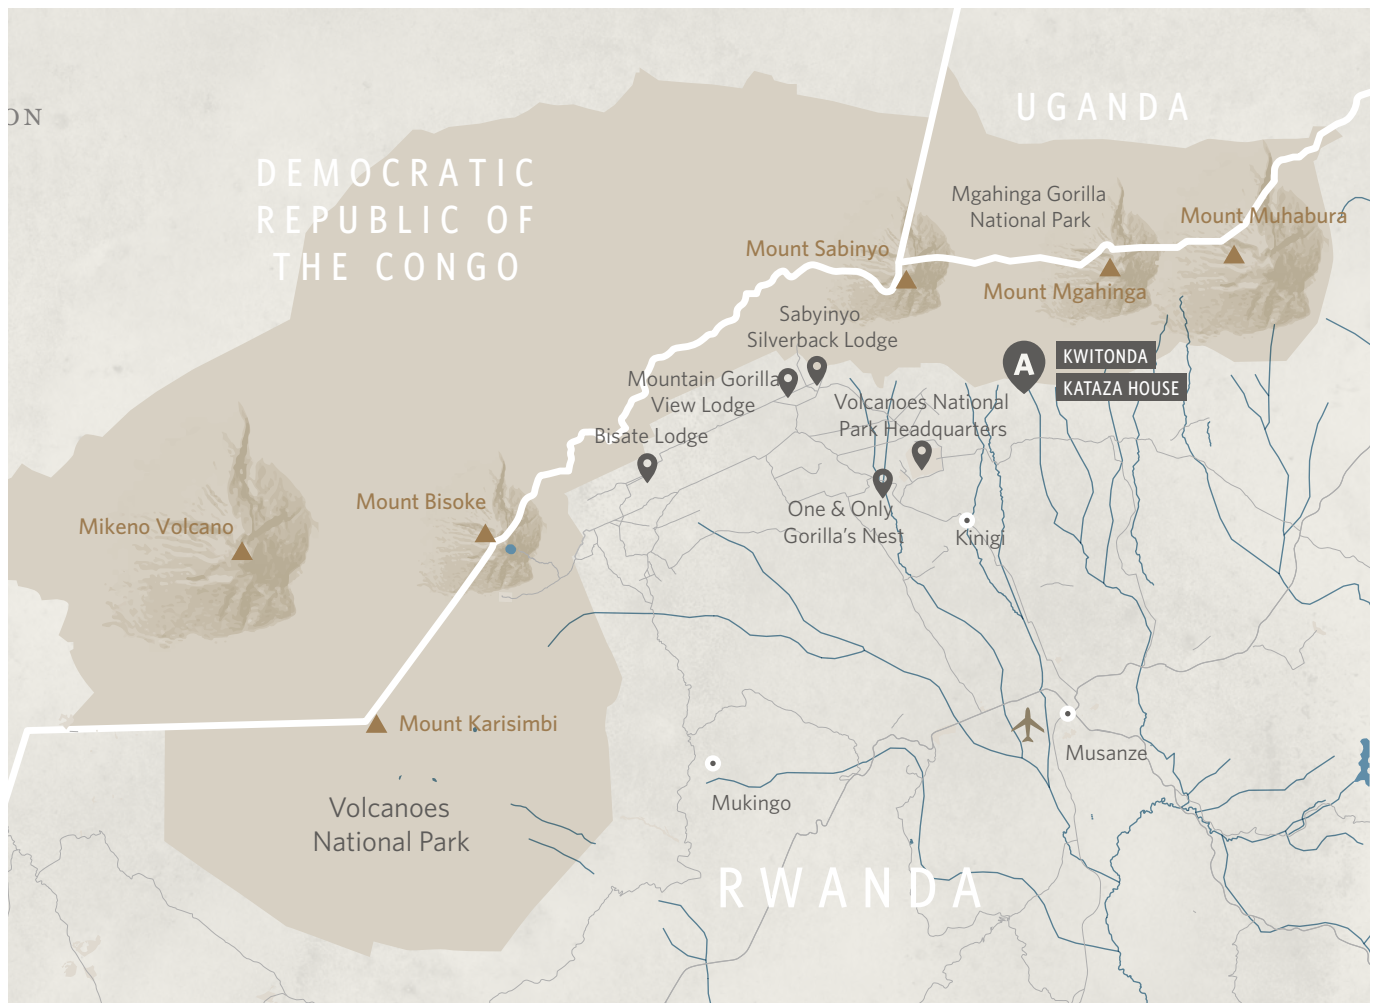 ON
UGANDA
DEMOCRATIC
REPUBLIC OF
THE CONGO
Mgahinga Gorilla
National Park
Mount Muhabura
Mount Sabinyo
Mount Mgahinga
Sabyinyo
Silverback Lodge
A
KWITONDA
KATAZA HOUSE
Mountain Gorilla
View Lodge
Volcanoes National
Park Headquarters
Bisate Lodge
Mount Bisoke
Mikeno Volcano
One & Only
Gorilla's Nest
Kinigi
Mount Karisimbi
Musanze
Mukingo
Volcanoes
National Park
RWANDA